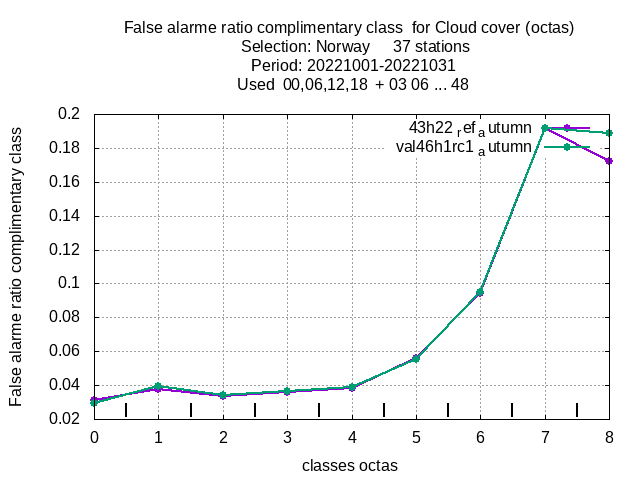 False alarme ratio complimentary class  for Cloud cover (octas)
Selection: Norway     37 stations
Period: 20221001-20221031
Used  00,06,12,18  + 03 06 ... 48
False alarme ratio complimentary class
43h22 ref autumn
val46h1rc1 autumn
0.2
0.18
0.16
0.14
0.12
0.1
0.08
0.06
0.04
0.02
0 1 2 3 4 5 6 7 8
classes octas